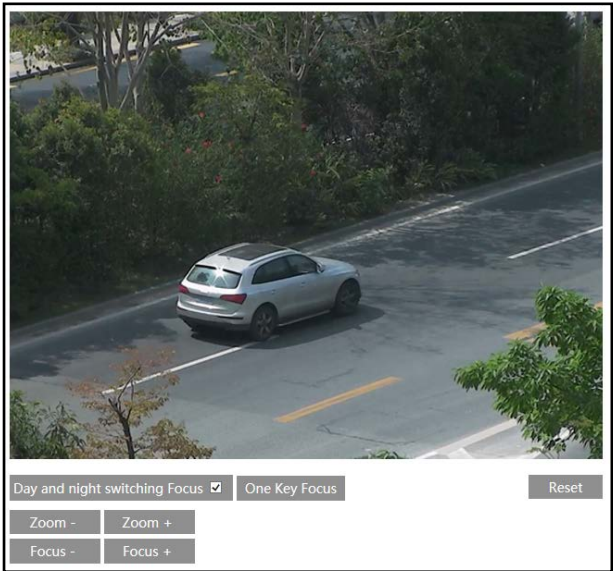 Day and night switching Focus
One Key Focus
Reset
Zoom -
Zoom +
Focus -
Focus +